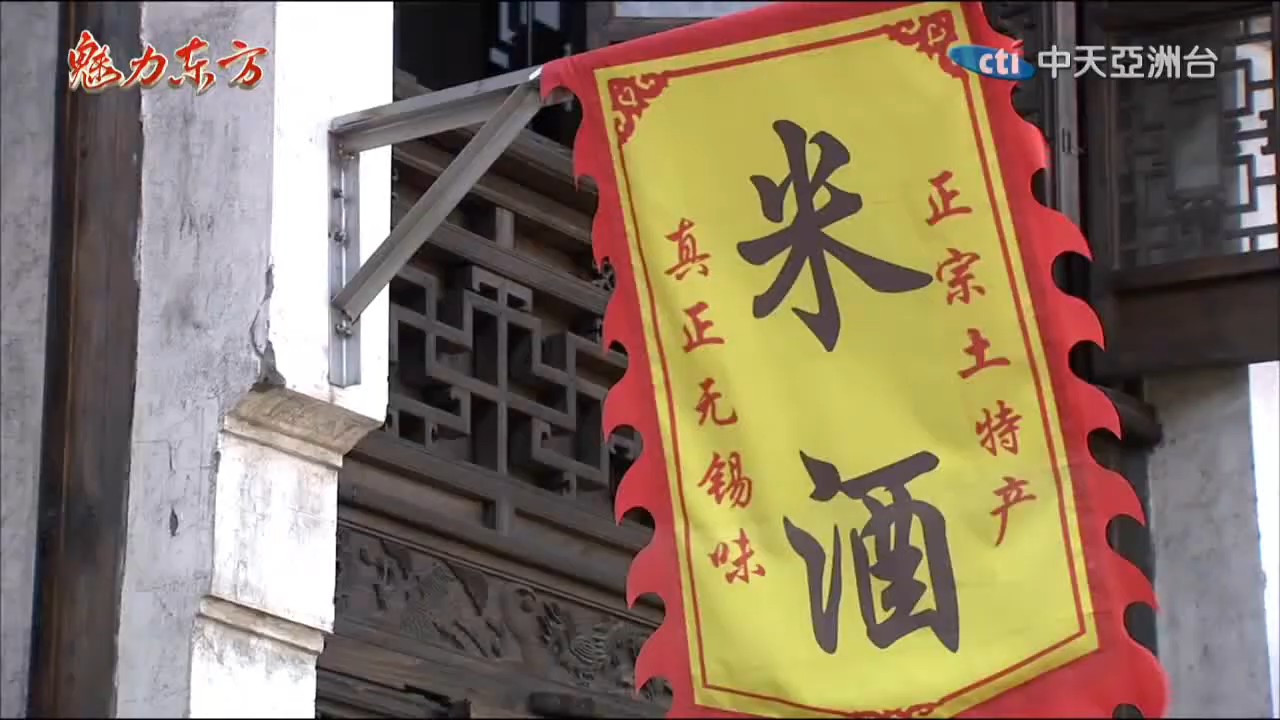 魅力东方
cti 中天亞洲台
正宗土特产
米酒
真正无锡味